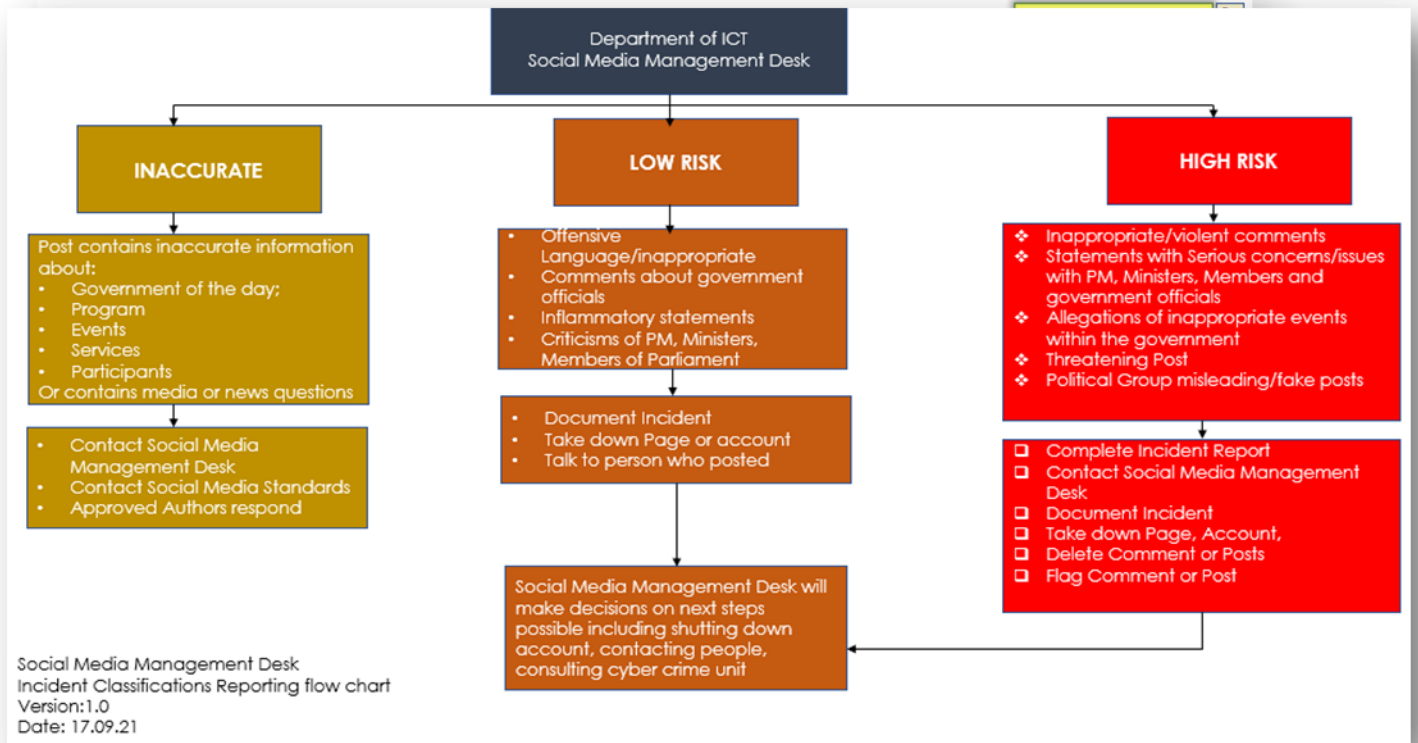 Department of ICT
Social Media Management Desk
INACCURATE
Post contains inaccurate information
about:
• Government of the day;
• Program
• Events
• Services
• Participants
Or contains media or news questions
• Contact Social Media
Management Desk
• Contact Social Media Standards
• Approved Authors respond
LOW RISK
• Offensive
Language/inappropriate
• Comments about government
officials
• Inflammatory statements
• Criticisms of PM, Ministers,
Members of Parliament
• Document Incident
• Take down Page or account
• Talk to person who posted
Social Media Management Desk will
make decisions on next steps
possible including shutting down
account, contacting people,
consulting cyber crime unit
HIGH RISK
❖ Inappropriate/violent comments
❖ Statements with Serious concerns/issues
with PM, Ministers, Members and
government officials
❖ Allegations of inappropriate events
within the government
❖ Threatening Post
❖ Political Group misleading/fake posts
❑ Complete Incident Report
❑ Contact Social Media Management
Desk
❑ Document Incident
❑ Take down Page, Account,
❑ Delete Comment or Posts
❑ Flag Comment or Post
Social Media Management Desk
Incident Classifications Reporting flow chart
Version:1.0
Date: 17.09.21